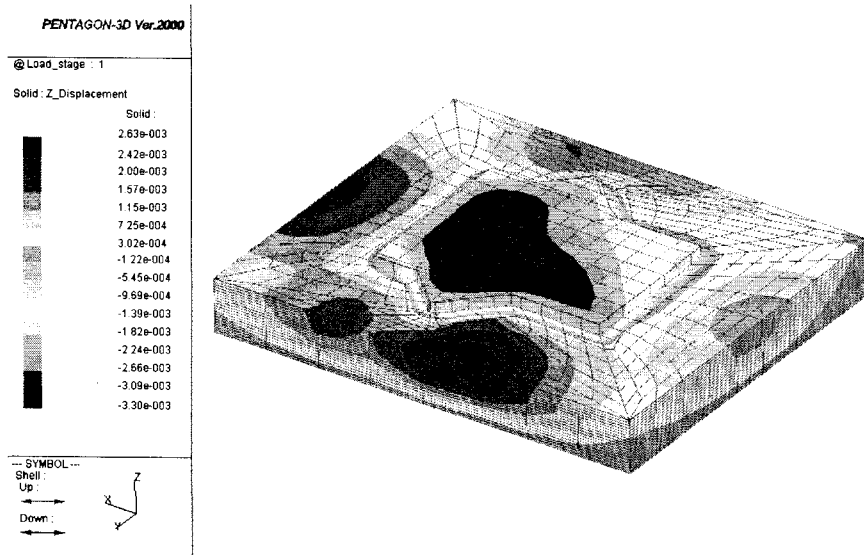 PENTAGON-3D Ver.2000
@Load_stage : 1
Solid : Z_Displacement
Solid :
2.63e-003
2.42e-003
2.00e-003
1.57e-003
1.15e-003
7.25e-004
3.02e-004
-1.22e-004
-5.45e-004
-9.69e-004
-1.39e-003
-1.82e-003
-2.24e-003
-2.66e-003
-3.09e-003
-3.30e-003
--- SYMBOL ---
Shell :
Up :
Down :
Z
X
Y